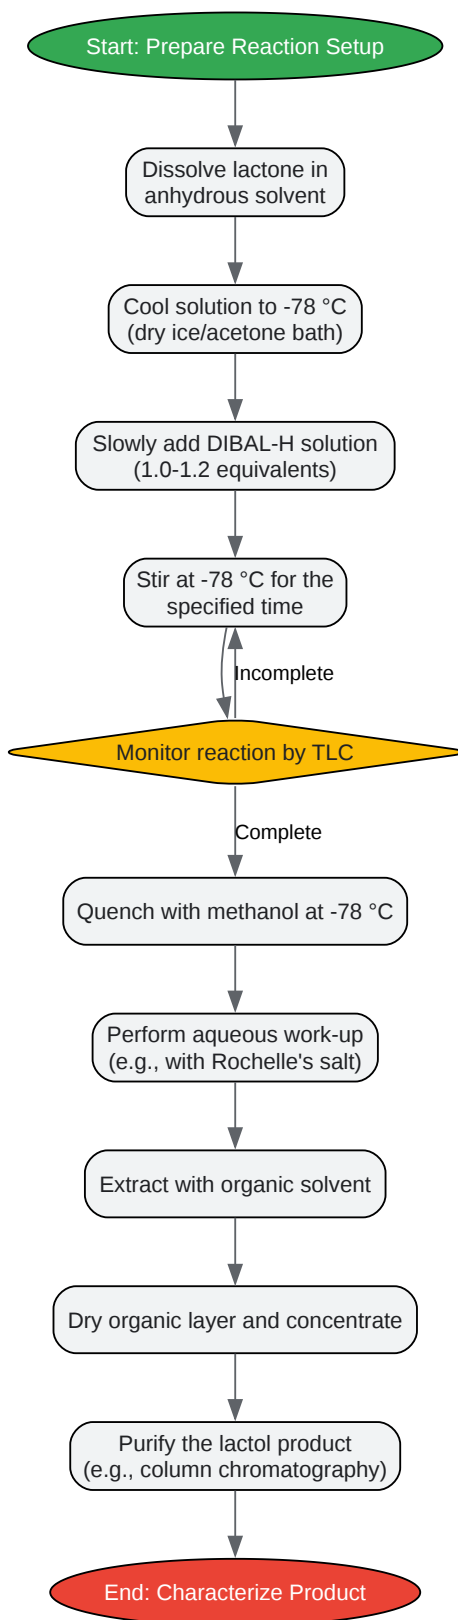 Start: Prepare Reaction Setup
Dissolve lactone in
anhydrous solvent
Cool solution to -78 °C
(dry ice/acetone bath)
Slowly add DIBAL-H solution
(1.0-1.2 equivalents)
Stir at -78 °C for the
specified time
Incomplete
Monitor reaction by TLC
Complete
Quench with methanol at -78 °C
Perform aqueous work-up
(e.g., with Rochelle's salt)
Extract with organic solvent
Dry organic layer and concentrate
Purify the lactol product
(e.g., column chromatography)
End: Characterize Product